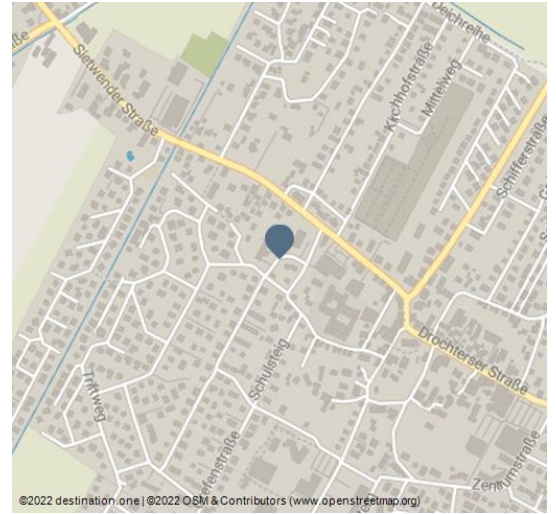 Deichreihe
Sietwender Straße
Kirchhofstraße
Mittelweg
Schifferstraße
Drochterser Straße
Schulsteig
Triftweg
Zentrumstraße
©2022 destination.one | ©2022 OSM & Contributors (www.openstreetmap.org)